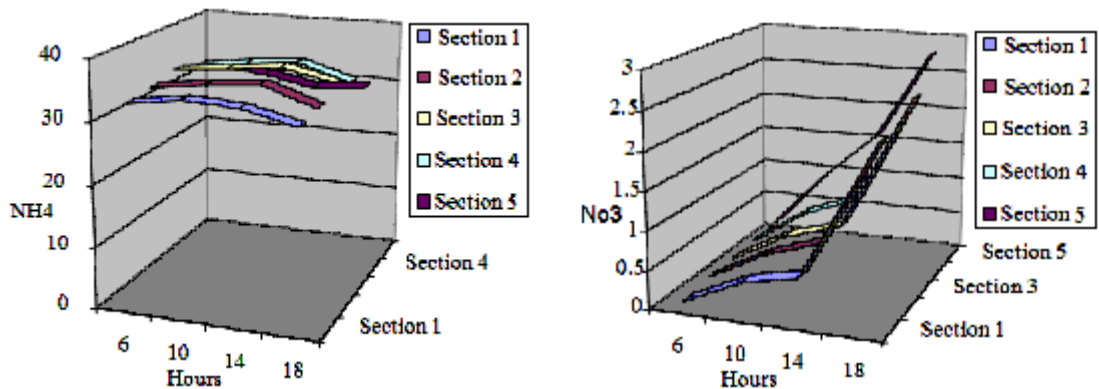 40
30
20
10
0
NH4
6
10
14
18
Hours
Section 1
Section 4
Section 1
Section 2
Section 3
Section 4
Section 5
3
2.5
2
1.5
1
0.5
0
No3
6
10
14
18
Hours
Section 1
Section 3
Section 5
Section 1
Section 2
Section 3
Section 4
Section 5